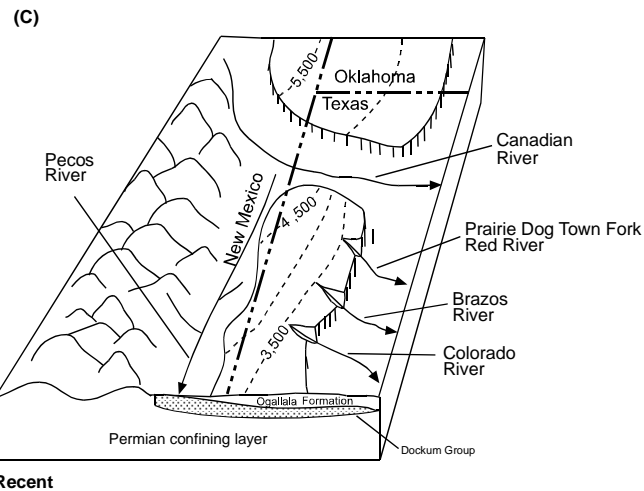 (C)
5,500
Oklahoma
Texas
Canadian
River
Pecos
River
New Mexico
4,500
Prairie Dog Town Fork
Red River
Brazos
River
3,500
Colorado
River
Ogallala Formation
Permian confining layer
Dockum Group
Recent